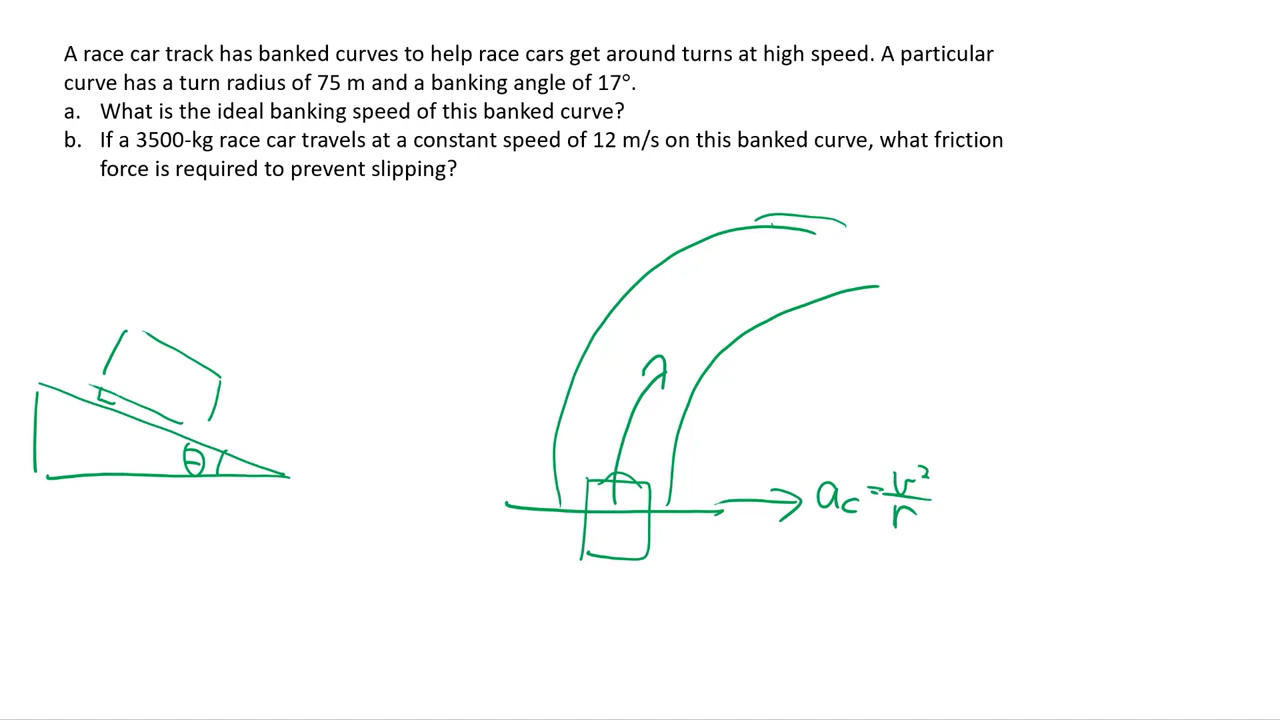 A race car track has banked curves to help race cars get around turns at high speed. A particular
curve has a turn radius of 75 m and a banking angle of 17°.
a. What is the ideal banking speed of this banked curve?
b. If a 3500-kg race car travels at a constant speed of 12 m/s on this banked curve, what friction
force is required to prevent slipping?
θ
a_c = v²/r